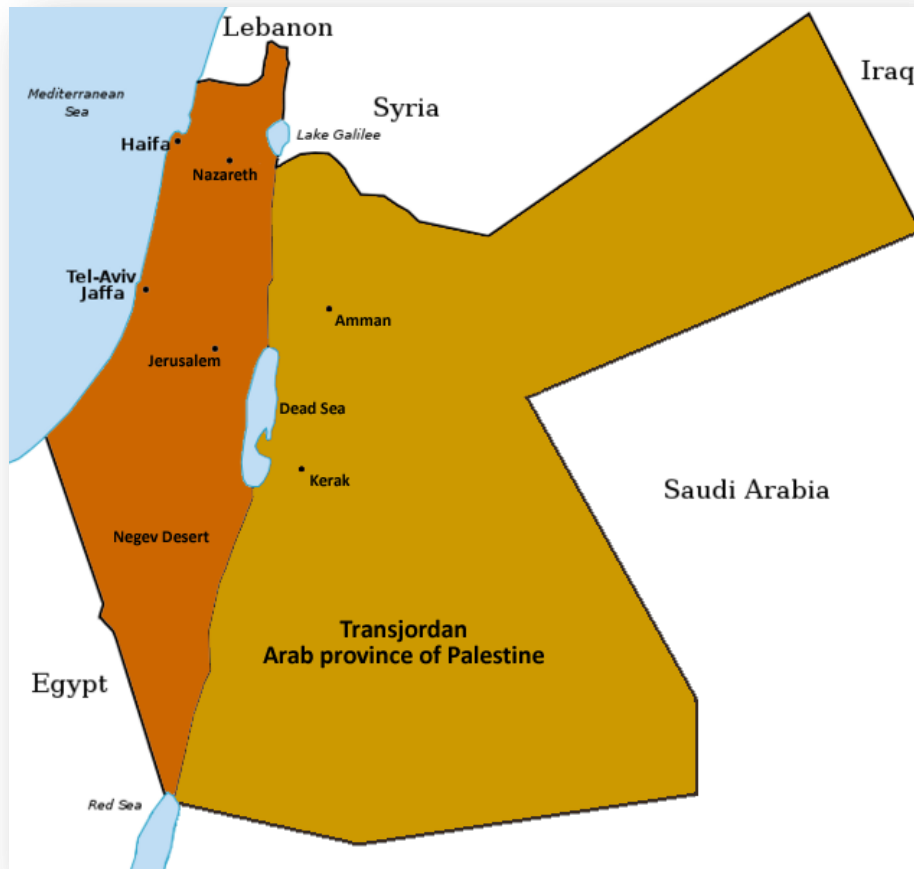 Lebanon
Iraq
Mediterranean
Sea
Syria
Haifa
Lake Galilee
Nazareth
Tel-Aviv
Jaffa
Amman
Jerusalem
Dead Sea
Kerak
Saudi Arabia
Negev Desert
Transjordan
Arab province of Palestine
Egypt
Red Sea